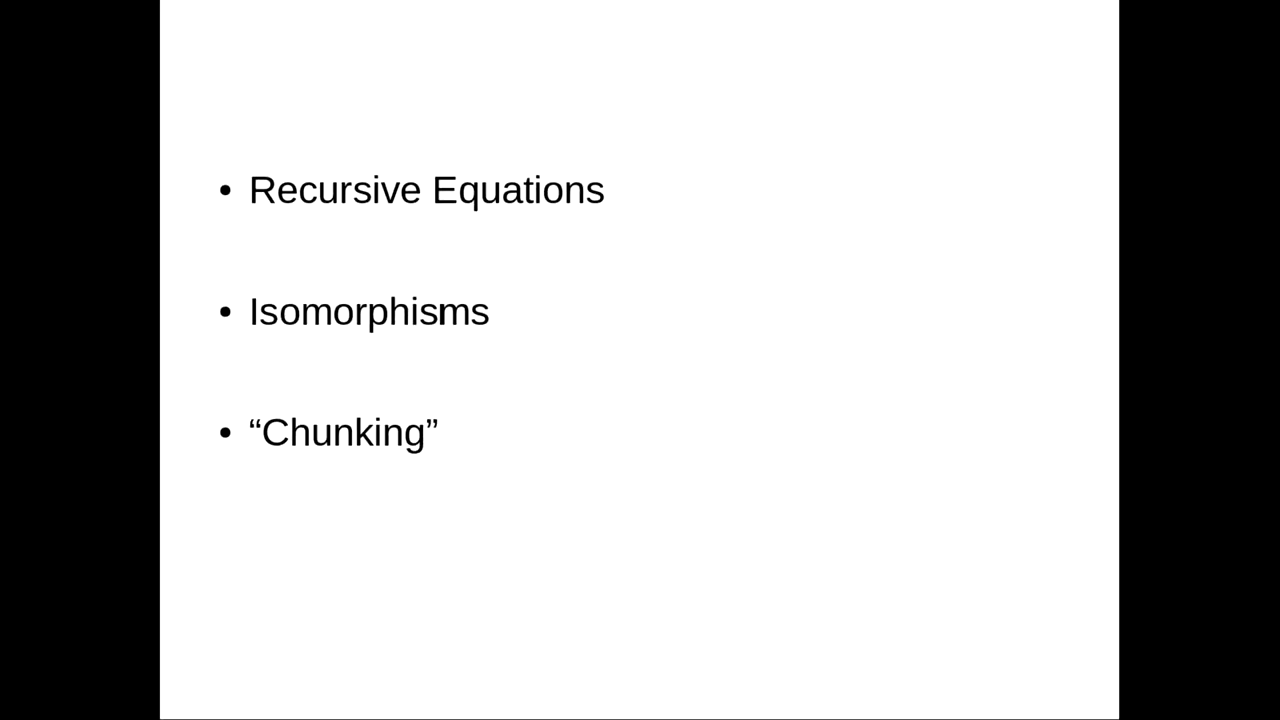 • Recursive Equations
• Isomorphisms
• “Chunking”